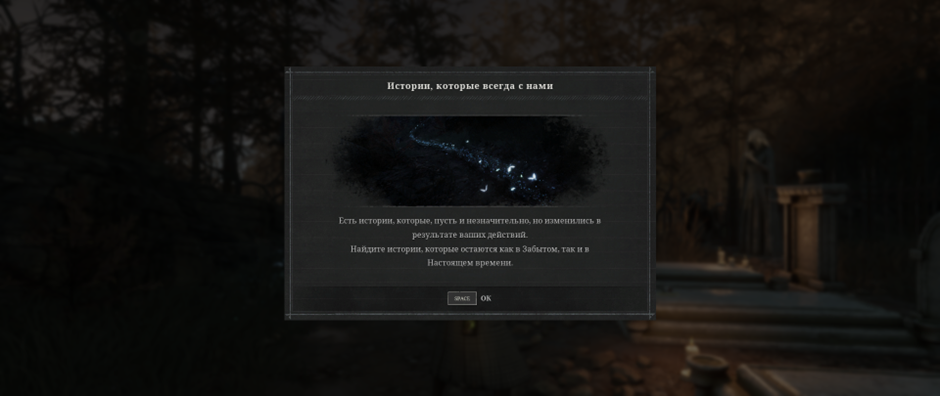 Истории, которые всегда с нами
Есть истории, которые, пусть и незначительно, но изменились в
результате ваших действий.
Найдите истории, которые остаются как в Забытом, так и в
Настоящем времени.
SPACE OK